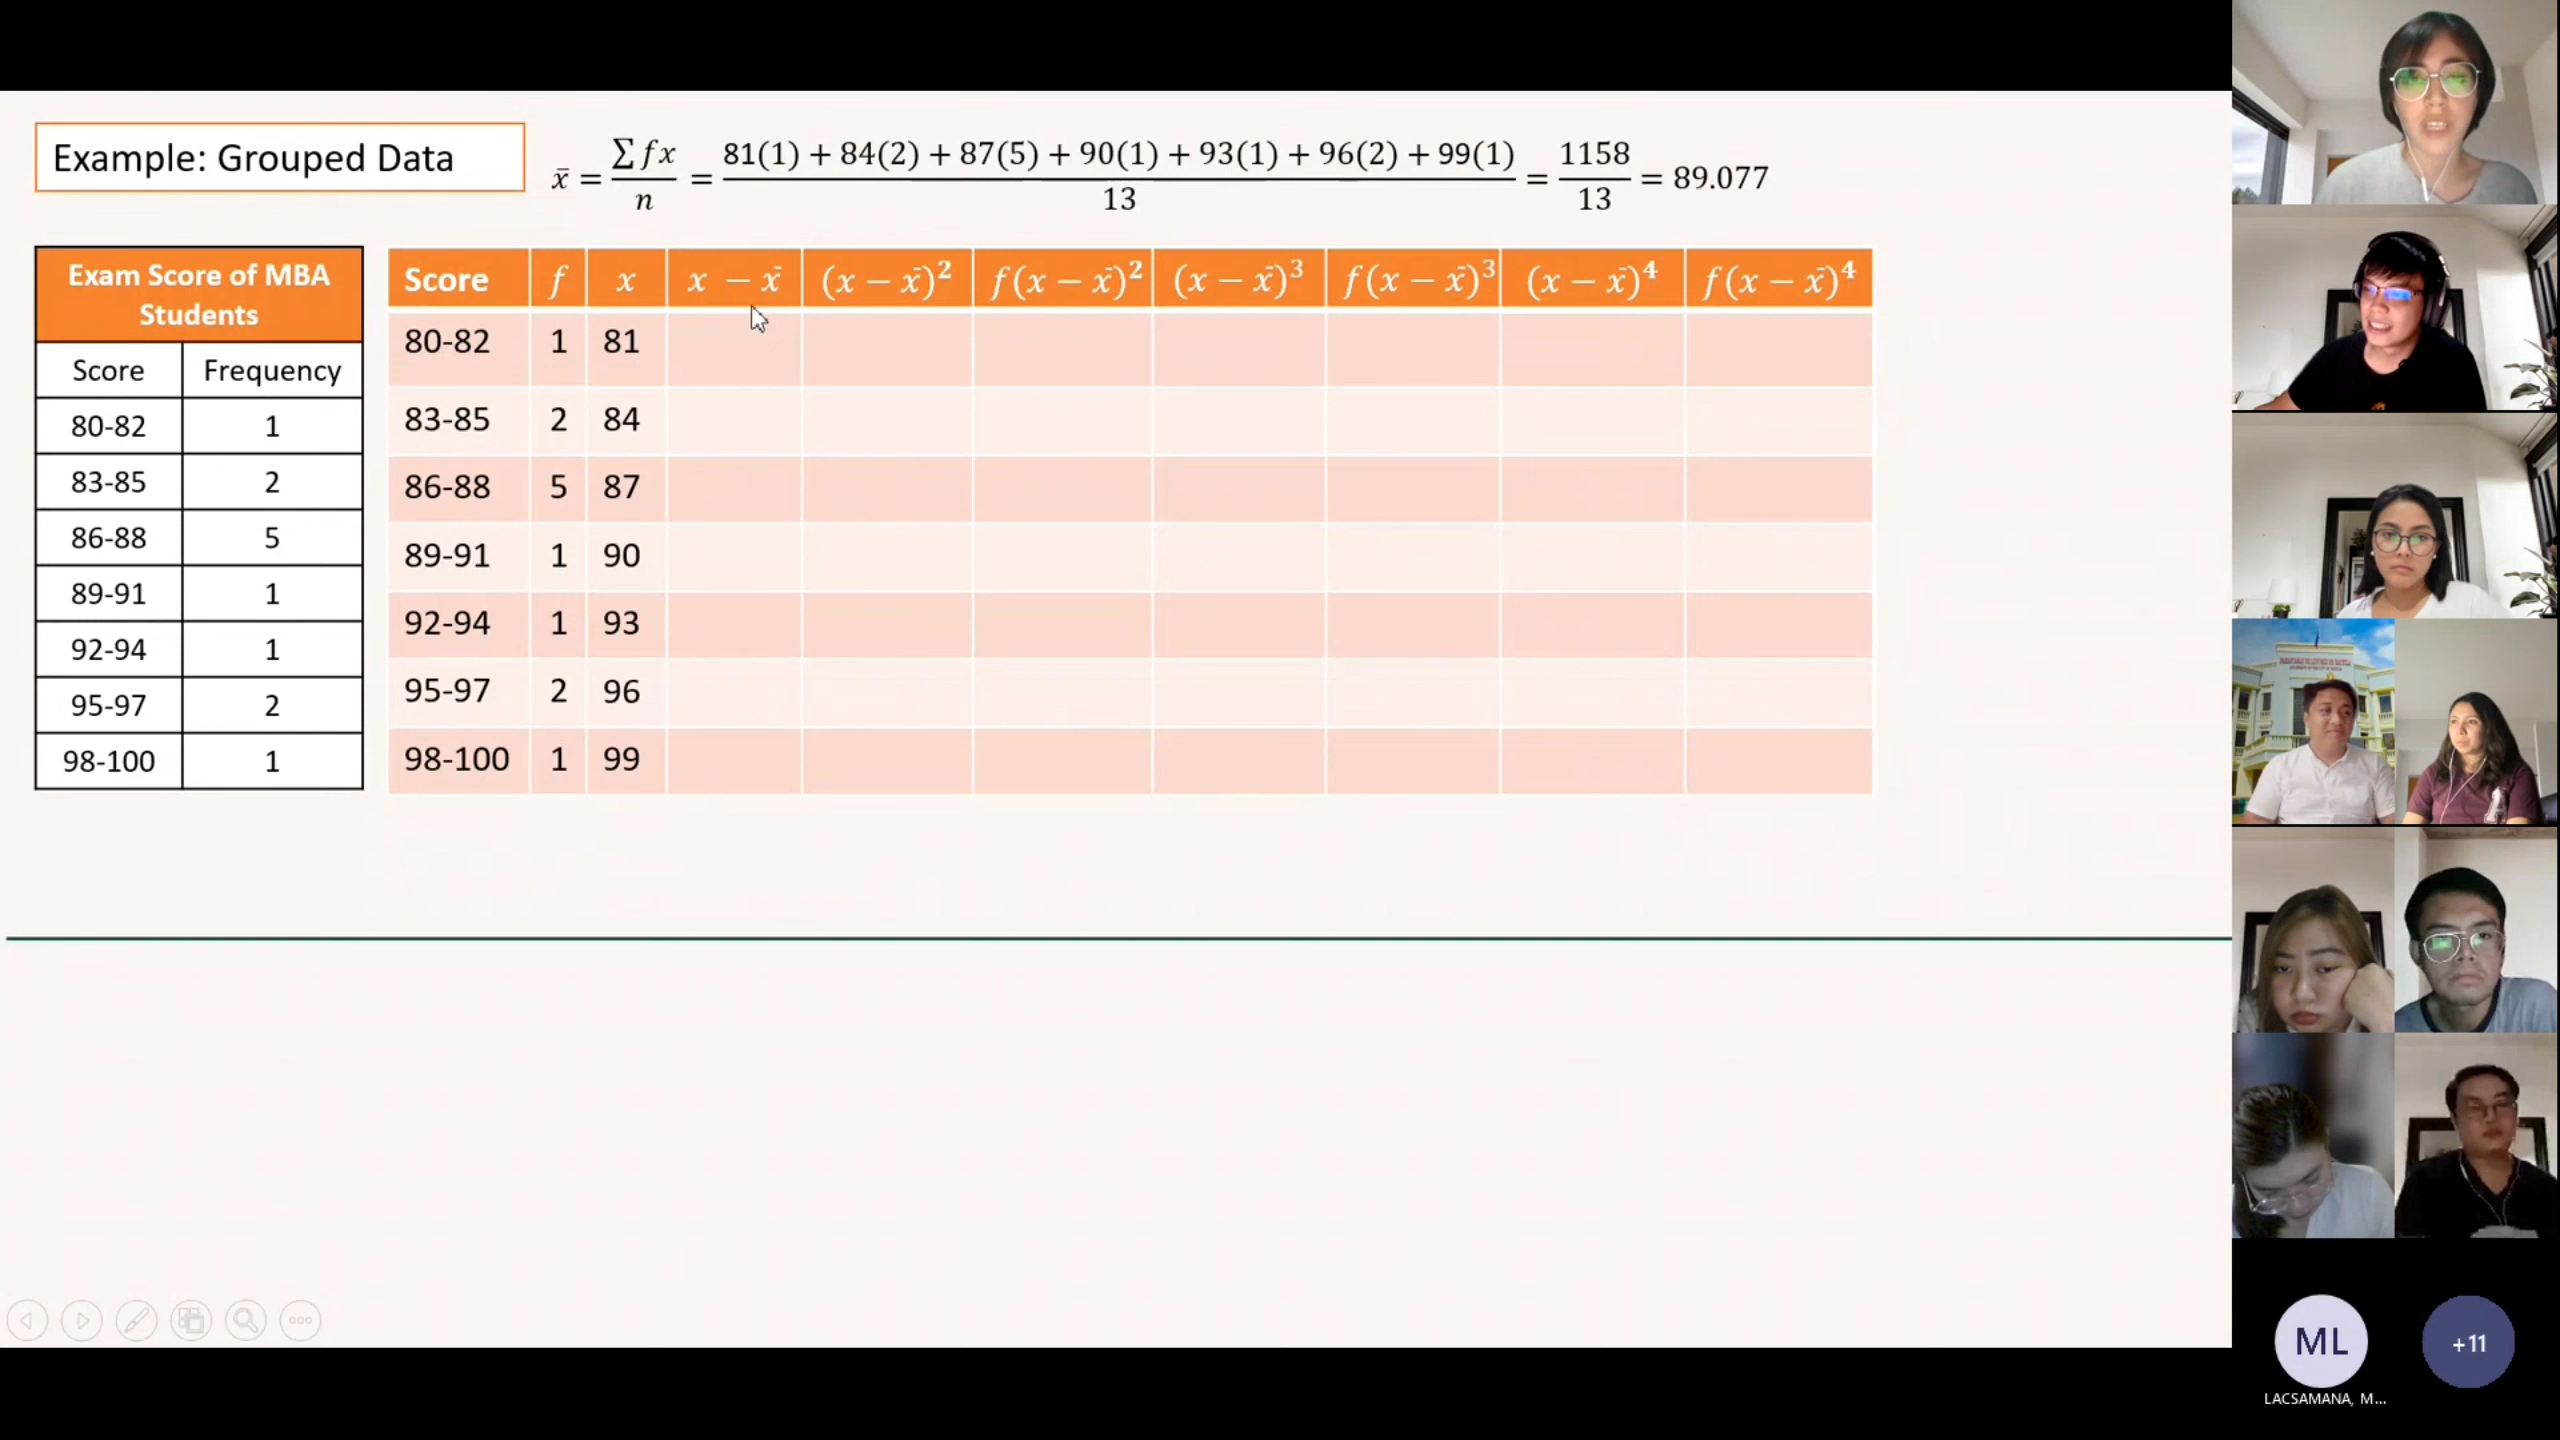 Example: Grouped Data
x̄ = ∑fx / n = 81(1) + 84(2) + 87(5) + 90(1) + 93(1) + 96(2) + 99(1) / 13 = 1158 / 13 = 89.077
Exam Score of MBA
Students
Score Frequency
80-82 1
83-85 2
86-88 5
89-91 1
92-94 1
95-97 2
98-100 1
Score f x x − x̄ (x − x̄)² f(x − x̄)² (x − x̄)³ f(x − x̄)³ (x − x̄)⁴ f(x − x̄)⁴
80-82 1 81
83-85 2 84
86-88 5 87
89-91 1 90
92-94 1 93
95-97 2 96
98-100 1 99
ML
LACSAMANA, M...
+11